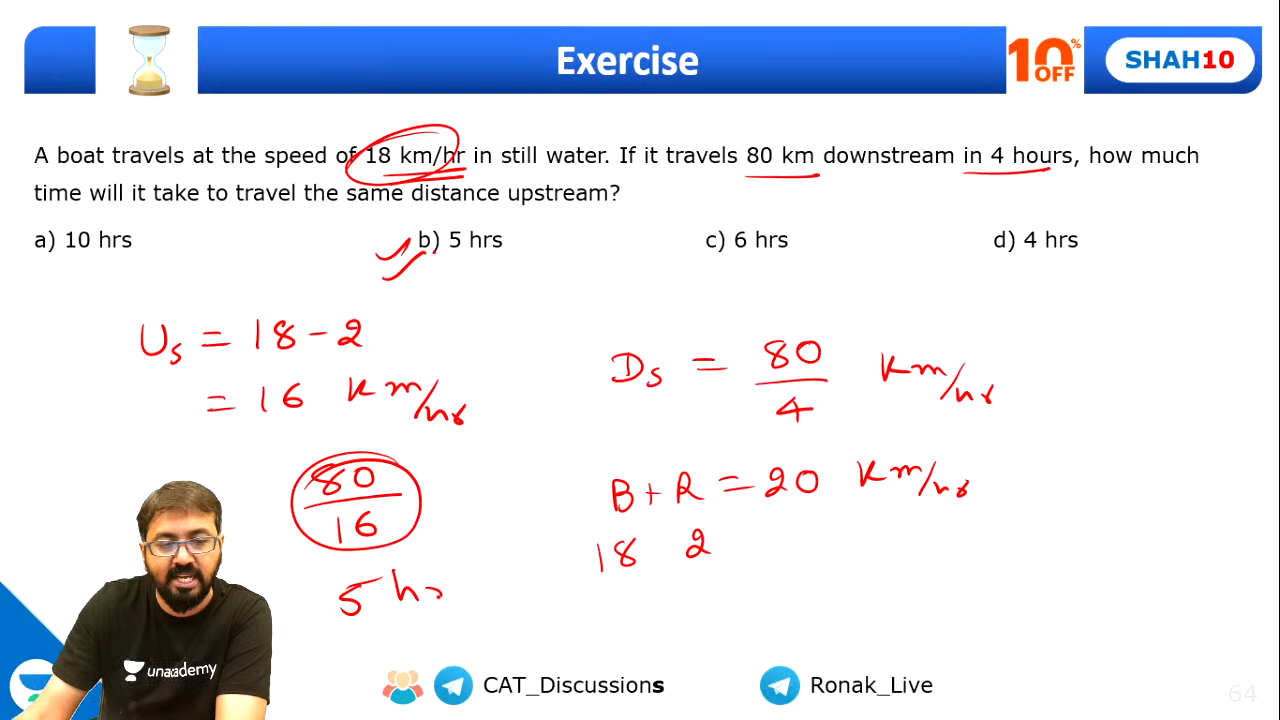 Exercise
10% OFF
SHAH10
A boat travels at the speed of 18 km/hr in still water. If it travels 80 km downstream in 4 hours, how much
time will it take to travel the same distance upstream?
a) 10 hrs b) 5 hrs c) 6 hrs d) 4 hrs
Us = 18 - 2
= 16 km/hr
80
16
5 hr
Ds = 80/4 km/hr
B + R = 20 km/hr
18 2
unacademy
CAT_Discussions
Ronak_Live
64